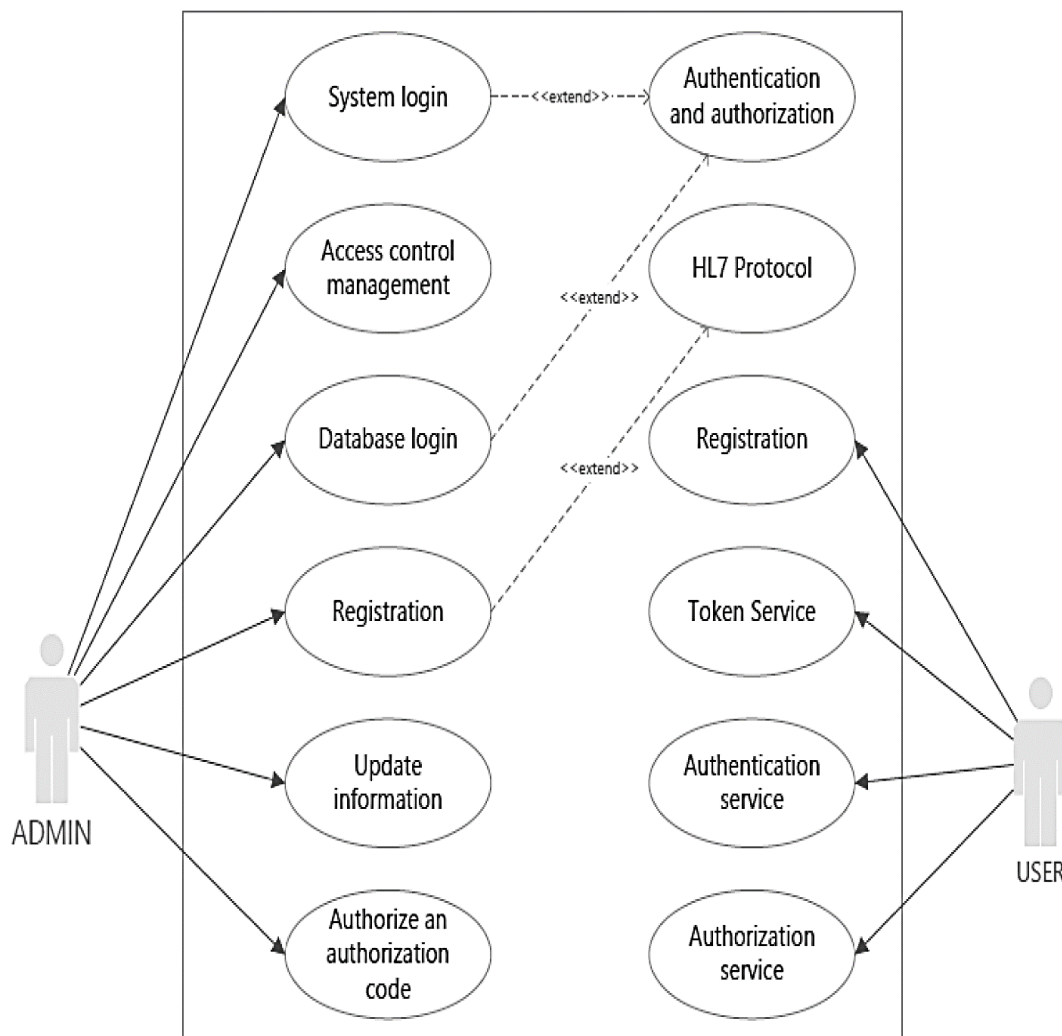 System login
<<extend>>
Authentication
and authorization
Access control
management
<<extend>>
HL7 Protocol
Database login
<<extend>>
Registration
Registration
Token Service
Update
information
Authentication
service
ADMIN
USER
Authorize an
authorization
code
Authorization
service